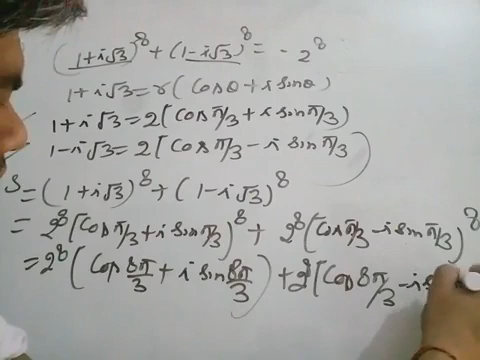 (1+i√3)^8 + (1-i√3)^8 = - 2^8
1+i√3 = r(Cosθ+i sinθ)
1+i√3 = 2[Cos π/3 + i sin π/3)
1-i√3 = 2[Cos π/3 - i sin π/3)
S = (1+i√3)^8 + (1-i√3)^8
= 2^8 [Cos π/3 + i sin π/3)^8 + 2^8 (Cos π/3 - i sin π/3)^8
= 2^8 (Cos 8π/3 + i sin 8π/3) + 2^8 [Cos 8π/3 - i